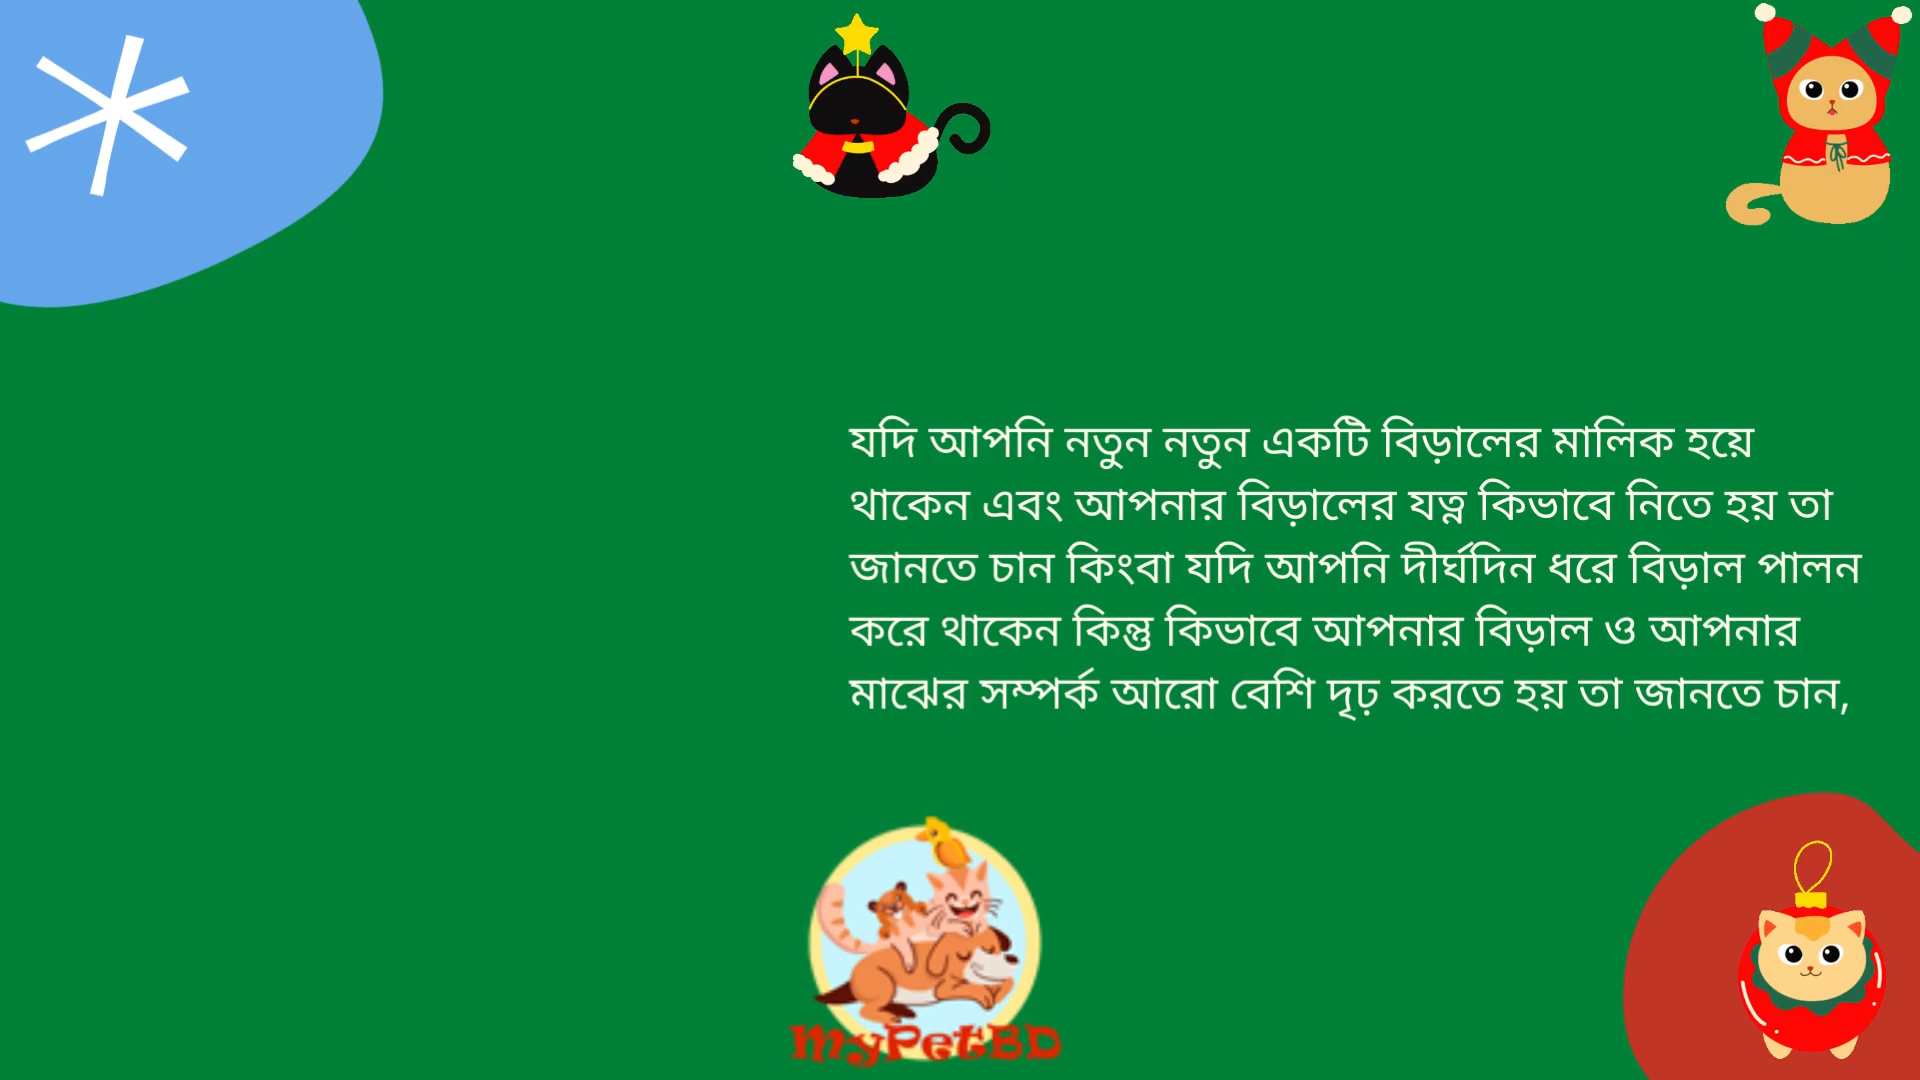 যদি আপনি নতুন নতুন একটি বিড়ালের মালিক হয়ে
থাকেন এবং আপনার বিড়ালের যত্ন কিভাবে নিতে হয় তা
জানতে চান কিংবা যদি আপনি দীর্ঘদিন ধরে বিড়াল পালন
করে থাকেন কিন্তু কিভাবে আপনার বিড়াল ও আপনার
মাঝের সম্পর্ক আরো বেশি দৃঢ় করতে হয় তা জানতে চান,
MyPetBD